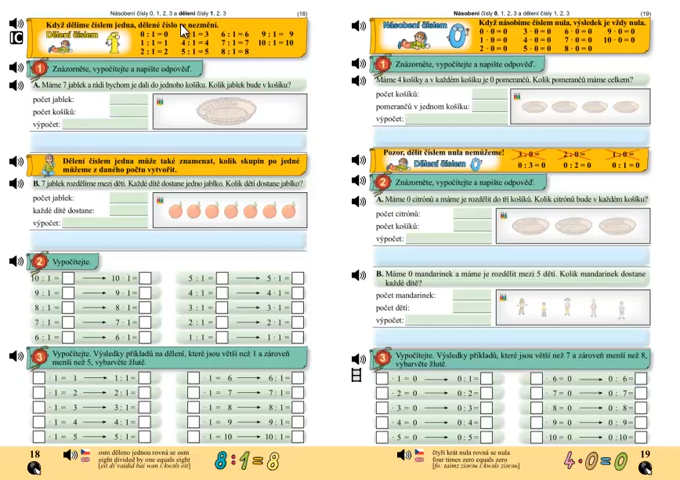 Násobení čísly 0, 1, 2, 3 a dělení čísly 1, 2, 3
(18)
Když dělíme číslem jedna, dělené číslo se nezmění.
Dělení číslem 1
0 : 1 = 0 3 : 1 = 3 6 : 1 = 6 9 : 1 = 9
1 : 1 = 1 4 : 1 = 4 7 : 1 = 7 10 : 1 = 10
2 : 1 = 2 5 : 1 = 5 8 : 1 = 8
1 Znázorněte, vypočítejte a napište odpověď.
A. Máme 7 jablek a rádi bychom je dali do jednoho košíku. Kolik jablek bude v košíku?
počet jablek:
počet košíků:
výpočet:
Dělení číslem jedna může také znamenat, kolik skupin po jedné
můžeme z daného počtu vytvořit.
B. 7 jablek rozdělíme mezi děti. Každé dítě dostane jedno jablko. Kolik dětí dostane jablko?
počet jablek:
každé dítě dostane:
výpočet:
2 Vypočítejte.
10 : 1 = 10 · 1 = 5 : 1 = 5 · 1 =
9 : 1 = 9 · 1 = 4 : 1 = 4 · 1 =
8 : 1 = 8 · 1 = 3 : 1 = 3 · 1 =
7 : 1 = 7 · 1 = 2 : 1 = 2 · 1 =
6 : 1 = 6 · 1 = 1 : 1 = 1 · 1 =
3 Vypočítejte. Výsledky příkladů na dělení, které jsou větší než 1 a zároveň
menší než 5, vybarvěte žlutě.
· 1 = 1 1 : 1 = · 1 = 6 6 : 1 =
· 1 = 2 2 : 1 = · 1 = 7 7 : 1 =
· 1 = 3 3 : 1 = · 1 = 8 8 : 1 =
· 1 = 4 4 : 1 = · 1 = 9 9 : 1 =
· 1 = 5 5 : 1 = · 1 = 10 10 : 1 =
18
osm děleno jednou rovná se osm
eight divided by one equals eight
8 : 1 = 8
Násobení čísly 0, 1, 2, 3 a dělení čísly 1, 2, 3
(19)
Když násobíme číslem nula, výsledek je vždy nula.
Násobení číslem 0
0 · 0 = 0 3 · 0 = 0 6 · 0 = 0 9 · 0 = 0
1 · 0 = 0 4 · 0 = 0 7 · 0 = 0 10 · 0 = 0
2 · 0 = 0 5 · 0 = 0 8 · 0 = 0
1 Znázorněte, vypočítejte a napište odpověď.
Máme 4 košíky a v každém košíku je 0 pomerančů. Kolik pomerančů máme celkem?
počet košíků:
pomerančů v jednom košíku:
výpočet:
Pozor, dělit číslem nula nemůžeme!
Dělení číslem 0
3 : 0 = 2 : 0 = 1 : 0 =
0 : 3 = 0 0 : 2 = 0 0 : 1 = 0
2 Znázorněte, vypočítejte a napište odpověď.
A. Máme 0 citrónů a máme je rozdělit do tří košíků. Kolik citrónů bude v každém košíku?
počet citrónů:
počet košíků:
výpočet:
B. Máme 0 mandarinek a máme je rozdělit mezi 5 dětí. Kolik mandarinek dostane
každé dítě?
počet mandarinek:
počet dětí:
výpočet:
3 Vypočítejte. Výsledky příkladů, které jsou větší než 7 a zároveň menší než 8,
vybarvěte žlutě.
· 1 = 0 0 : 1 = · 6 = 0 0 : 6 =
· 2 = 0 0 : 2 = · 7 = 0 0 : 7 =
· 3 = 0 0 : 3 = · 8 = 0 0 : 8 =
· 4 = 0 0 : 4 = · 9 = 0 0 : 9 =
· 5 = 0 0 : 5 = · 10 = 0 0 : 10 =
čtyři krát nula rovná se nula
four times zero equals zero
4 · 0 = 0
19